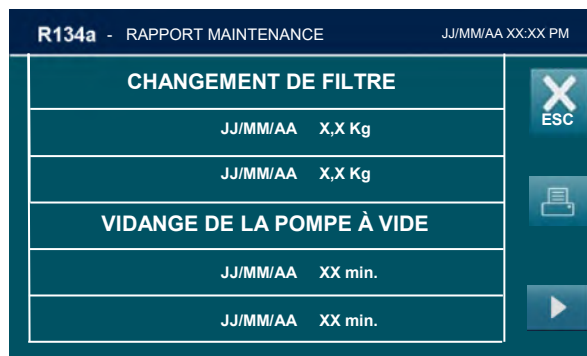 R134a - RAPPORT MAINTENANCE JJ/MM/AA XX:XX PM
CHANGEMENT DE FILTRE
ESC
JJ/MM/AA X,X Kg
JJ/MM/AA X,X Kg
VIDANGE DE LA POMPE À VIDE
JJ/MM/AA XX min.
JJ/MM/AA XX min.